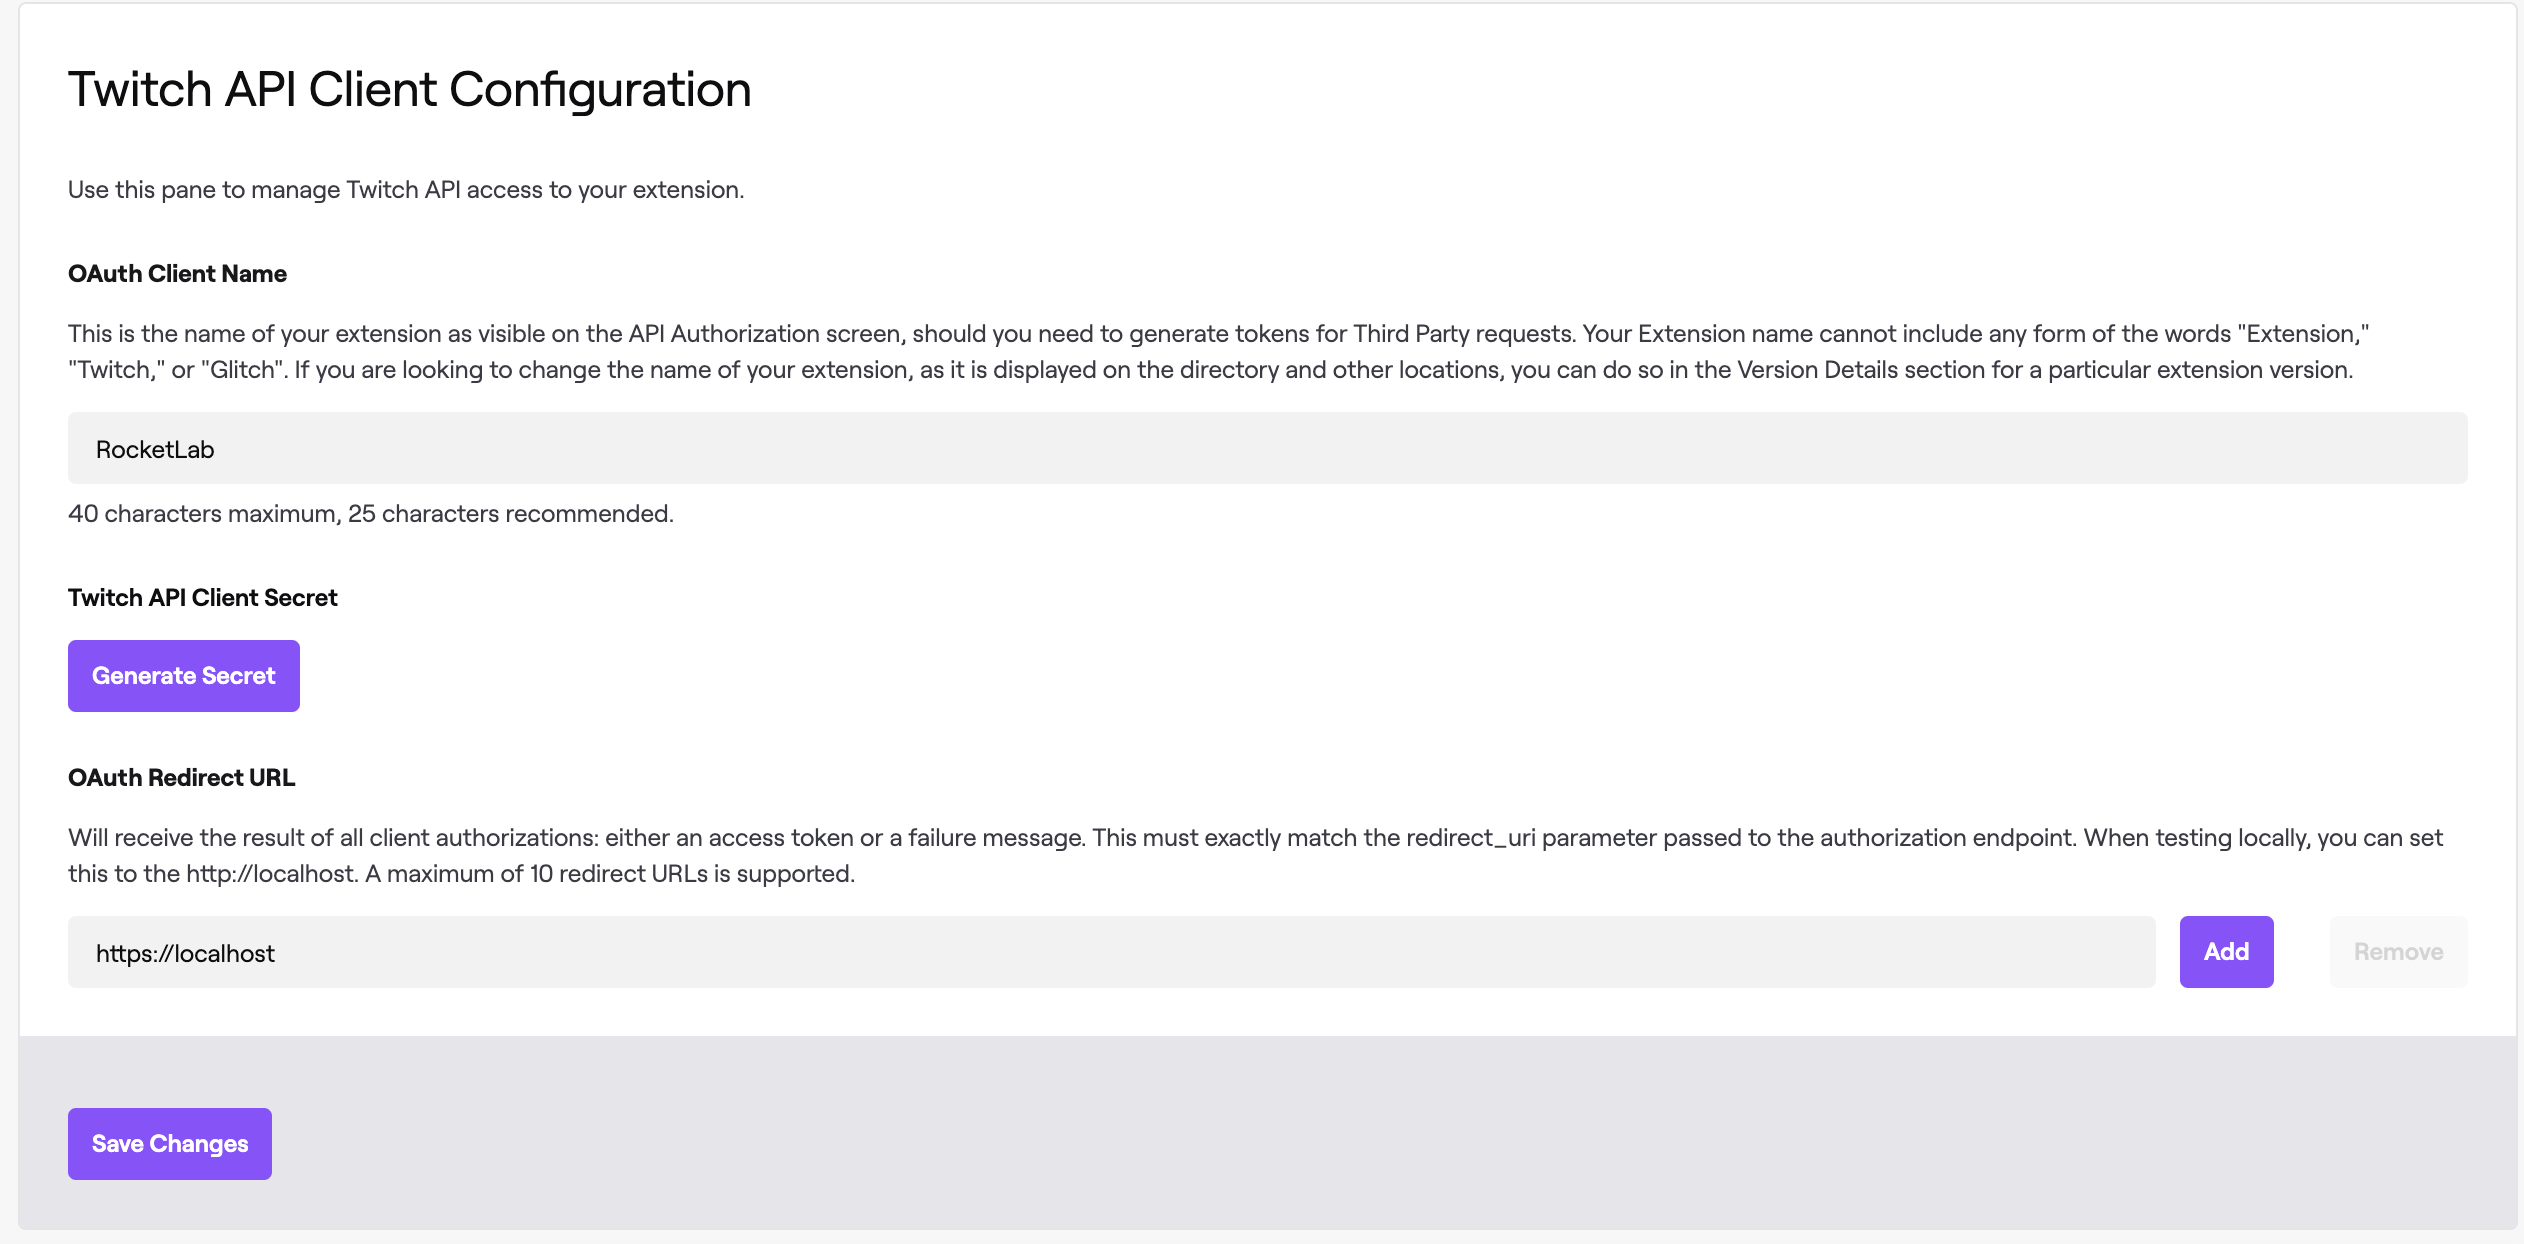 Twitch API Client Configuration
Use this pane to manage Twitch API access to your extension.
OAuth Client Name
This is the name of your extension as visible on the API Authorization screen, should you need to generate tokens for Third Party requests. Your Extension name cannot include any form of the words "Extension,"
"Twitch," or "Glitch". If you are looking to change the name of your extension, as it is displayed on the directory and other locations, you can do so in the Version Details section for a particular extension version.
RocketLab
40 characters maximum, 25 characters recommended.
Twitch API Client Secret
Generate Secret
OAuth Redirect URL
Will receive the result of all client authorizations: either an access token or a failure message. This must exactly match the redirect_uri parameter passed to the authorization endpoint. When testing locally, you can set
this to the http://localhost. A maximum of 10 redirect URLs is supported.
https://localhost
Add
Remove
Save Changes